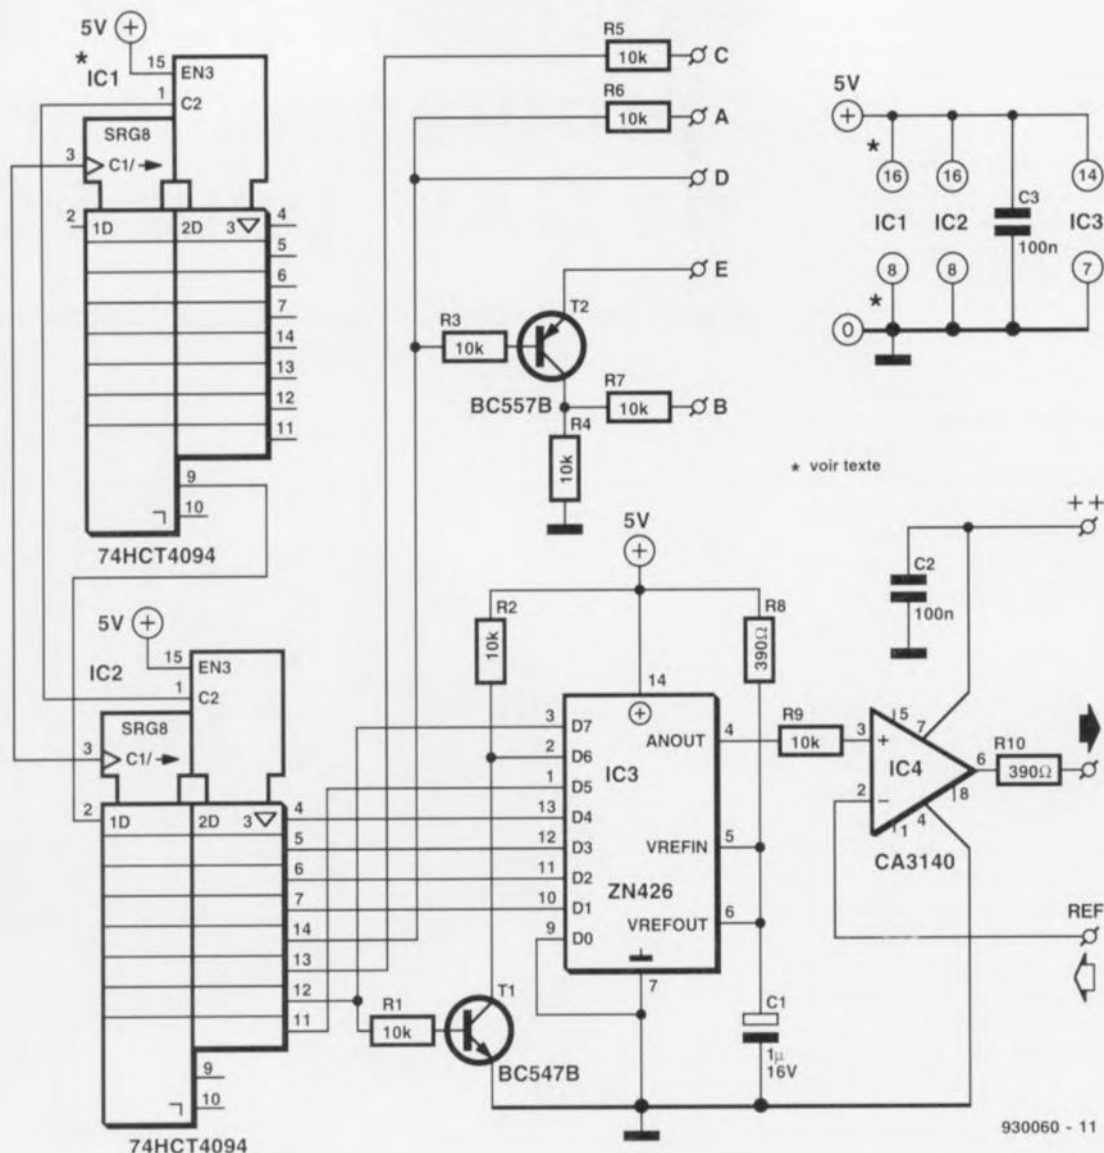 5V
* IC1
15 EN3
1 C2
SRG8
3 C1/
2 1D 2D 3 4
5
6
7
14
13
12
11
9
10
74HCT4094
R5
10k C
R6
10k A
D
E
T2
R3
10k
BC557B
R7
10k B
R4
10k
5V
* 16 16 14
IC1 IC2 C3 IC3
100n
8 8 7
*
0
* voir texte
++
C2
100n
5V
IC2
15 EN3
1 C2
SRG8
3 C1/
2 1D 2D 3 4
5
6
7
14
13
12
11
9
10
74HCT4094
5V
R2
10k
R8
390Ω
14
3 D7
2 D6
1 D5
13 D4
12 D3
11 D2
10 D1
9 D0
IC3
ZN426
ANOUT 4
VREFIN 5
VREFOUT 6
7
R9
10k
3 +
2 −
5
7
IC4
6
8
1
4
CA3140
R10
390Ω
REF
R1
10k
T1
BC547B
C1
1µ
16V
930060 - 11